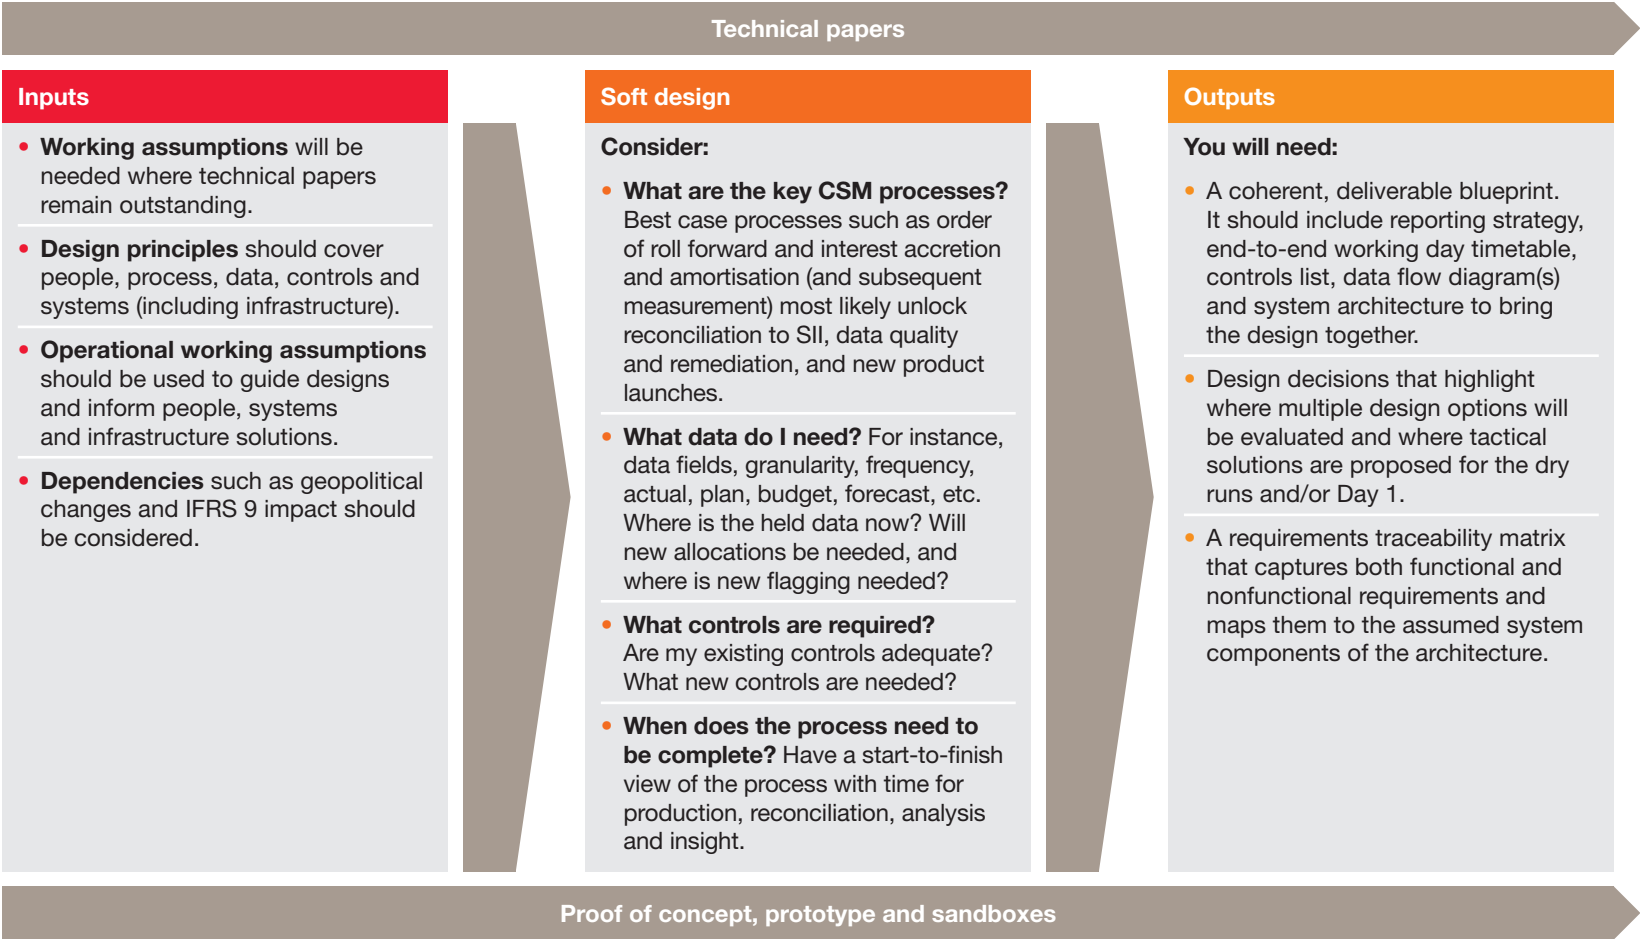 Technical papers
Inputs
• Working assumptions will be
needed where technical papers
remain outstanding.
• Design principles should cover
people, process, data, controls and
systems (including infrastructure).
• Operational working assumptions
should be used to guide designs
and inform people, systems
and infrastructure solutions.
• Dependencies such as geopolitical
changes and IFRS 9 impact should
be considered.
Soft design
Consider:
• What are the key CSM processes?
Best case processes such as order
of roll forward and interest accretion
and amortisation (and subsequent
measurement) most likely unlock
reconciliation to SII, data quality
and remediation, and new product
launches.
• What data do I need? For instance,
data fields, granularity, frequency,
actual, plan, budget, forecast, etc.
Where is the held data now? Will
new allocations be needed, and
where is new flagging needed?
• What controls are required?
Are my existing controls adequate?
What new controls are needed?
• When does the process need to
be complete? Have a start-to-finish
view of the process with time for
production, reconciliation, analysis
and insight.
Outputs
You will need:
• A coherent, deliverable blueprint.
It should include reporting strategy,
end-to-end working day timetable,
controls list, data flow diagram(s)
and system architecture to bring
the design together.
• Design decisions that highlight
where multiple design options will
be evaluated and where tactical
solutions are proposed for the dry
runs and/or Day 1.
• A requirements traceability matrix
that captures both functional and
nonfunctional requirements and
maps them to the assumed system
components of the architecture.
Proof of concept, prototype and sandboxes